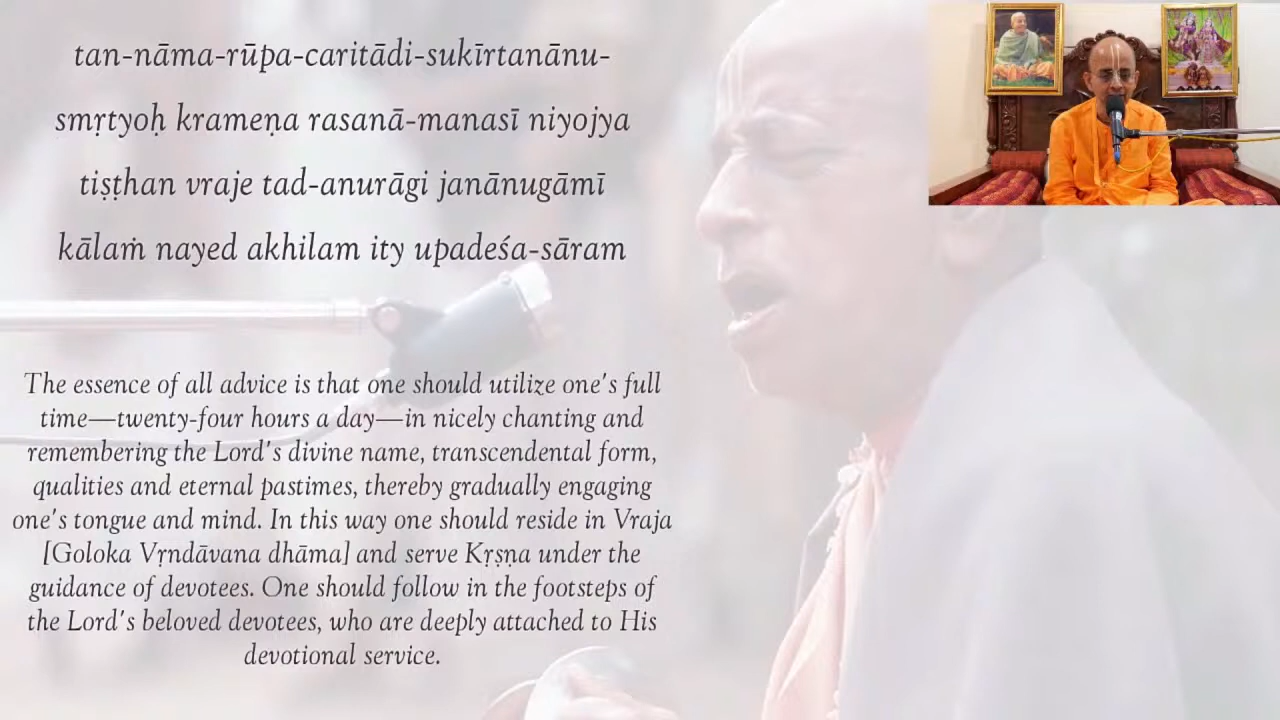 tan-nāma-rūpa-caritādi-sukīrtanānu-
smṛtyoḥ krameṇa rasanā-manasī niyojya
tiṣṭhan vraje tad-anurāgi janānugāmī
kālaṁ nayed akhilam ity upadeśa-sāram
The essence of all advice is that one should utilize one's full
time—twenty-four hours a day—in nicely chanting and
remembering the Lord's divine name, transcendental form,
qualities and eternal pastimes, thereby gradually engaging
one's tongue and mind. In this way one should reside in Vraja
[Goloka Vṛndāvana dhāma] and serve Kṛṣṇa under the
guidance of devotees. One should follow in the footsteps of
the Lord's beloved devotees, who are deeply attached to His
devotional service.